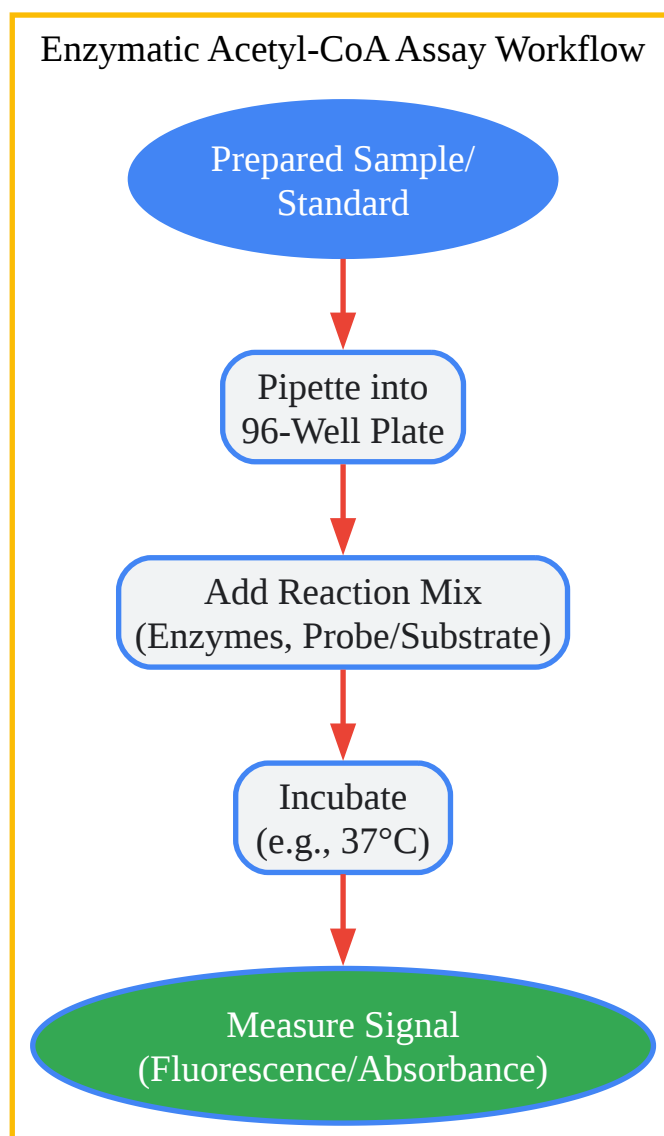 Enzymatic Acetyl-CoA Assay Workflow
Prepared Sample/
Standard
Pipette into
96-Well Plate
Add Reaction Mix
(Enzymes, Probe/Substrate)
Incubate
(e.g., 37°C)
Measure Signal
(Fluorescence/Absorbance)